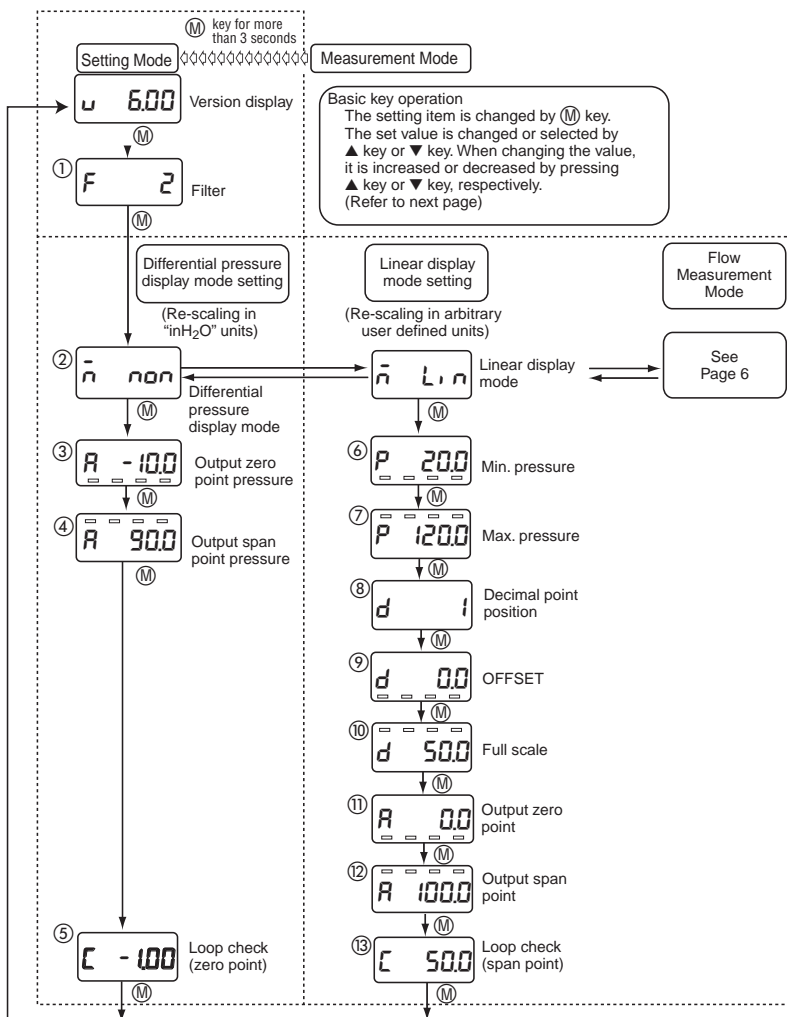 Ⓜ key for more
than 3 seconds
Setting Mode
Measurement Mode
u 6.00
Version display
Ⓜ
Basic key operation
The setting item is changed by Ⓜ key.
The set value is changed or selected by
▲ key or ▼ key. When changing the value,
it is increased or decreased by pressing
▲ key or ▼ key, respectively.
(Refer to next page)
① F 2
Filter
Ⓜ
Differential pressure
display mode setting
(Re-scaling in
“inH₂O” units)
Linear display
mode setting
(Re-scaling in arbitrary
user defined units)
Flow
Measurement
Mode
② n̄ non
Differential
pressure
display mode
Ⓜ
n̄ Lin
Linear display
mode
Ⓜ
See
Page 6
③ A -10.0
Output zero
point pressure
Ⓜ
④ A 90.0
Output span
point pressure
Ⓜ
⑥ P 20.0
Min. pressure
Ⓜ
⑦ P 120.0
Max. pressure
Ⓜ
⑧ d 1
Decimal point
position
Ⓜ
⑨ d 0.0
OFFSET
Ⓜ
⑩ d 50.0
Full scale
Ⓜ
⑪ A 0.0
Output zero
point
Ⓜ
⑫ A 100.0
Output span
point
Ⓜ
⑤ C -1.00
Loop check
(zero point)
Ⓜ
⑬ C 50.0
Loop check
(span point)
Ⓜ